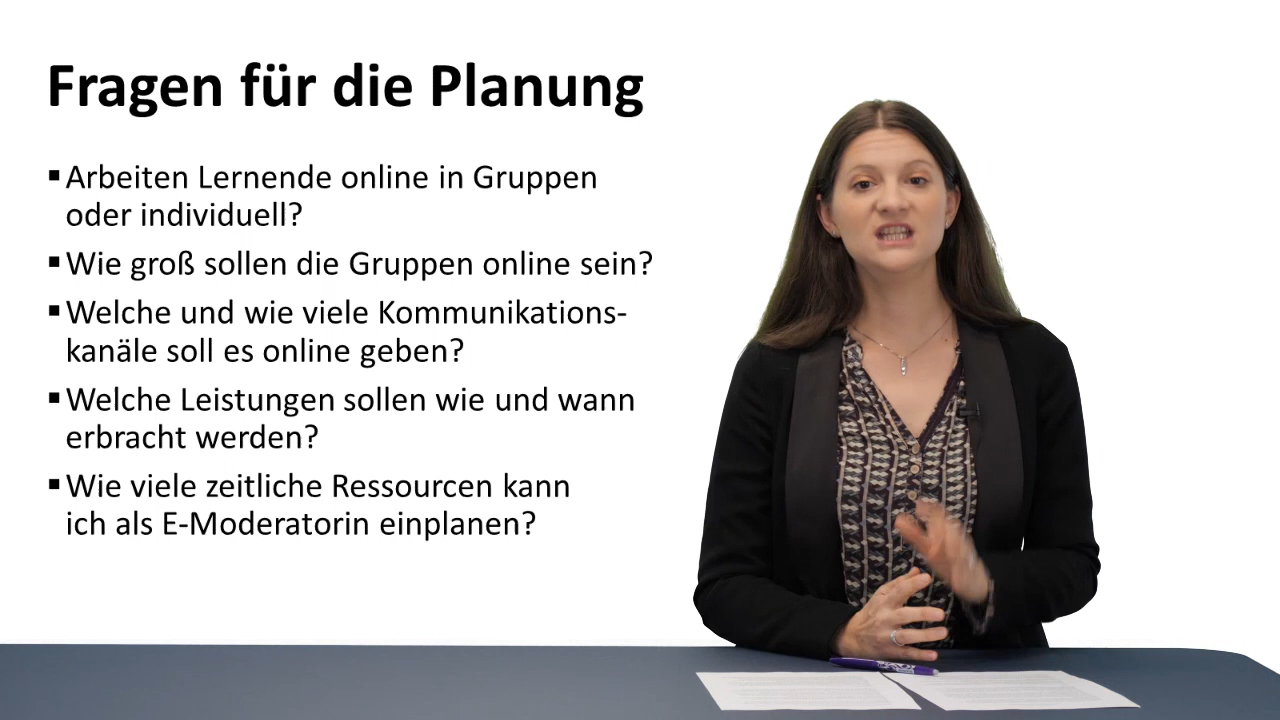 Fragen für die Planung
▪Arbeiten Lernende online in Gruppen
oder individuell?
▪Wie groß sollen die Gruppen online sein?
▪Welche und wie viele Kommunikations-
kanäle soll es online geben?
▪Welche Leistungen sollen wie und wann
erbracht werden?
▪Wie viele zeitliche Ressourcen kann
ich als E-Moderatorin einplanen?